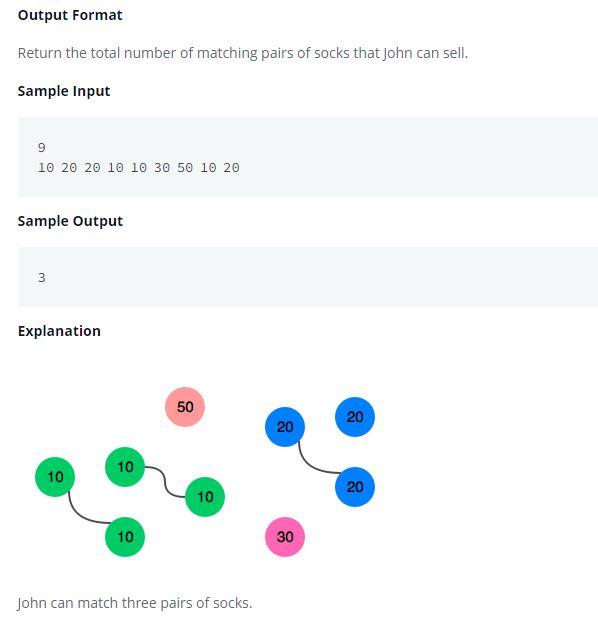 Output Format
Return the total number of matching pairs of socks that John can sell.
Sample Input
9
10 20 20 10 10 30 50 10 20
Sample Output
3
Explanation
50
20
20
10
10
10
20
10
30
John can match three pairs of socks.